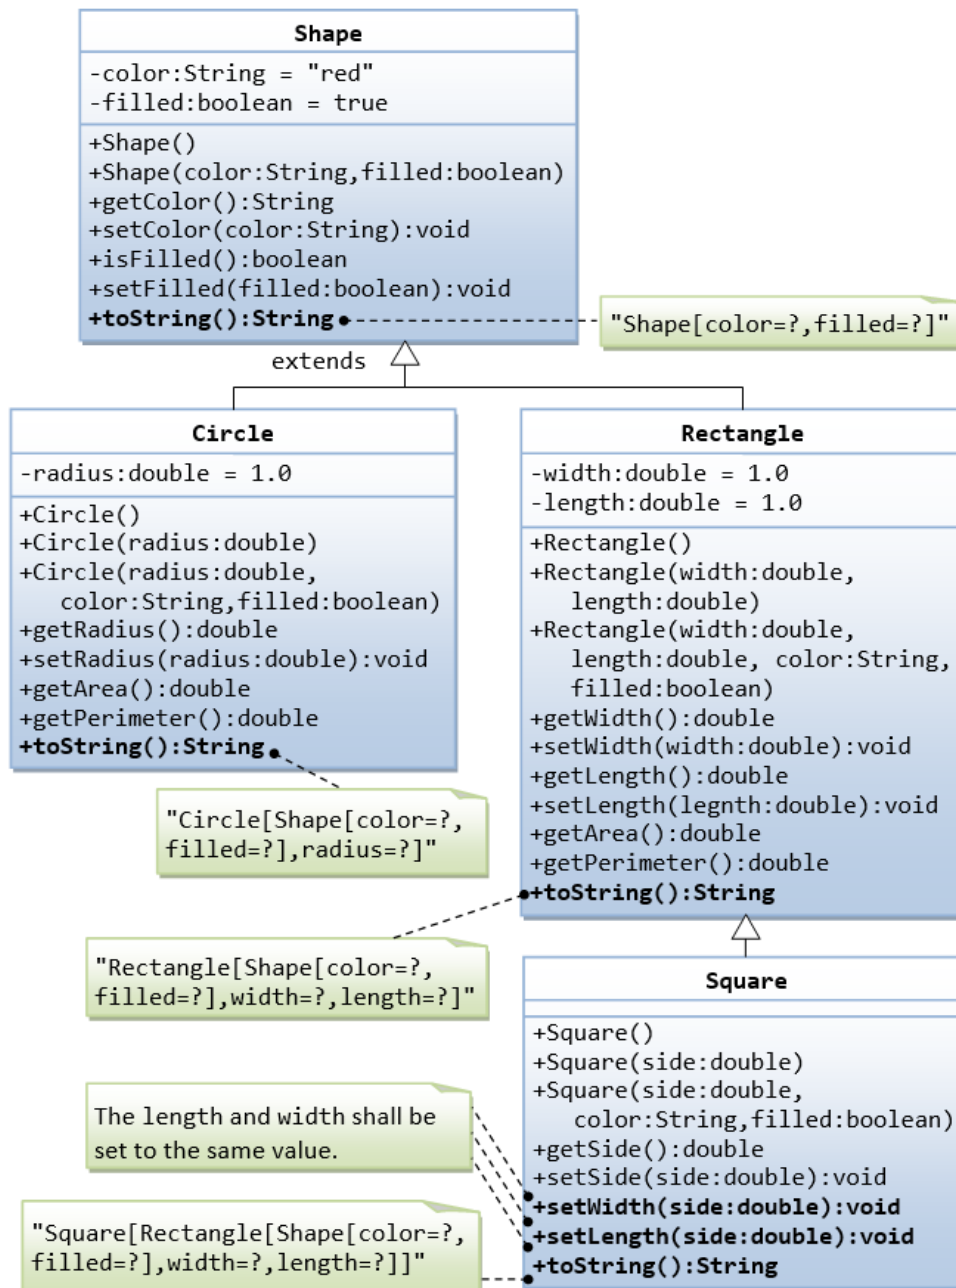 Shape
-color:String = "red"
-filled:boolean = true
+Shape()
+Shape(color:String,filled:boolean)
+getColor():String
+setColor(color:String):void
+isFilled():boolean
+setFilled(filled:boolean):void
+toString():String
"Shape[color=?,filled=?]"
extends
Circle
-radius:double = 1.0
+Circle()
+Circle(radius:double)
+Circle(radius:double,
color:String,filled:boolean)
+getRadius():double
+setRadius(radius:double):void
+getArea():double
+getPerimeter():double
+toString():String
"Circle[Shape[color=?,
filled=?],radius=?]"
Rectangle
-width:double = 1.0
-length:double = 1.0
+Rectangle()
+Rectangle(width:double,
length:double)
+Rectangle(width:double,
length:double, color:String,
filled:boolean)
+getWidth():double
+setWidth(width:double):void
+getLength():double
+setLength(legnth:double):void
+getArea():double
+getPerimeter():double
+toString():String
"Rectangle[Shape[color=?,
filled=?],width=?,length=?]"
Square
+Square()
+Square(side:double)
+Square(side:double,
color:String,filled:boolean)
+getSide():double
+setSide(side:double):void
+setWidth(side:double):void
+setLength(side:double):void
+toString():String
The length and width shall be
set to the same value.
"Square[Rectangle[Shape[color=?,
filled=?],width=?,length=?]]"